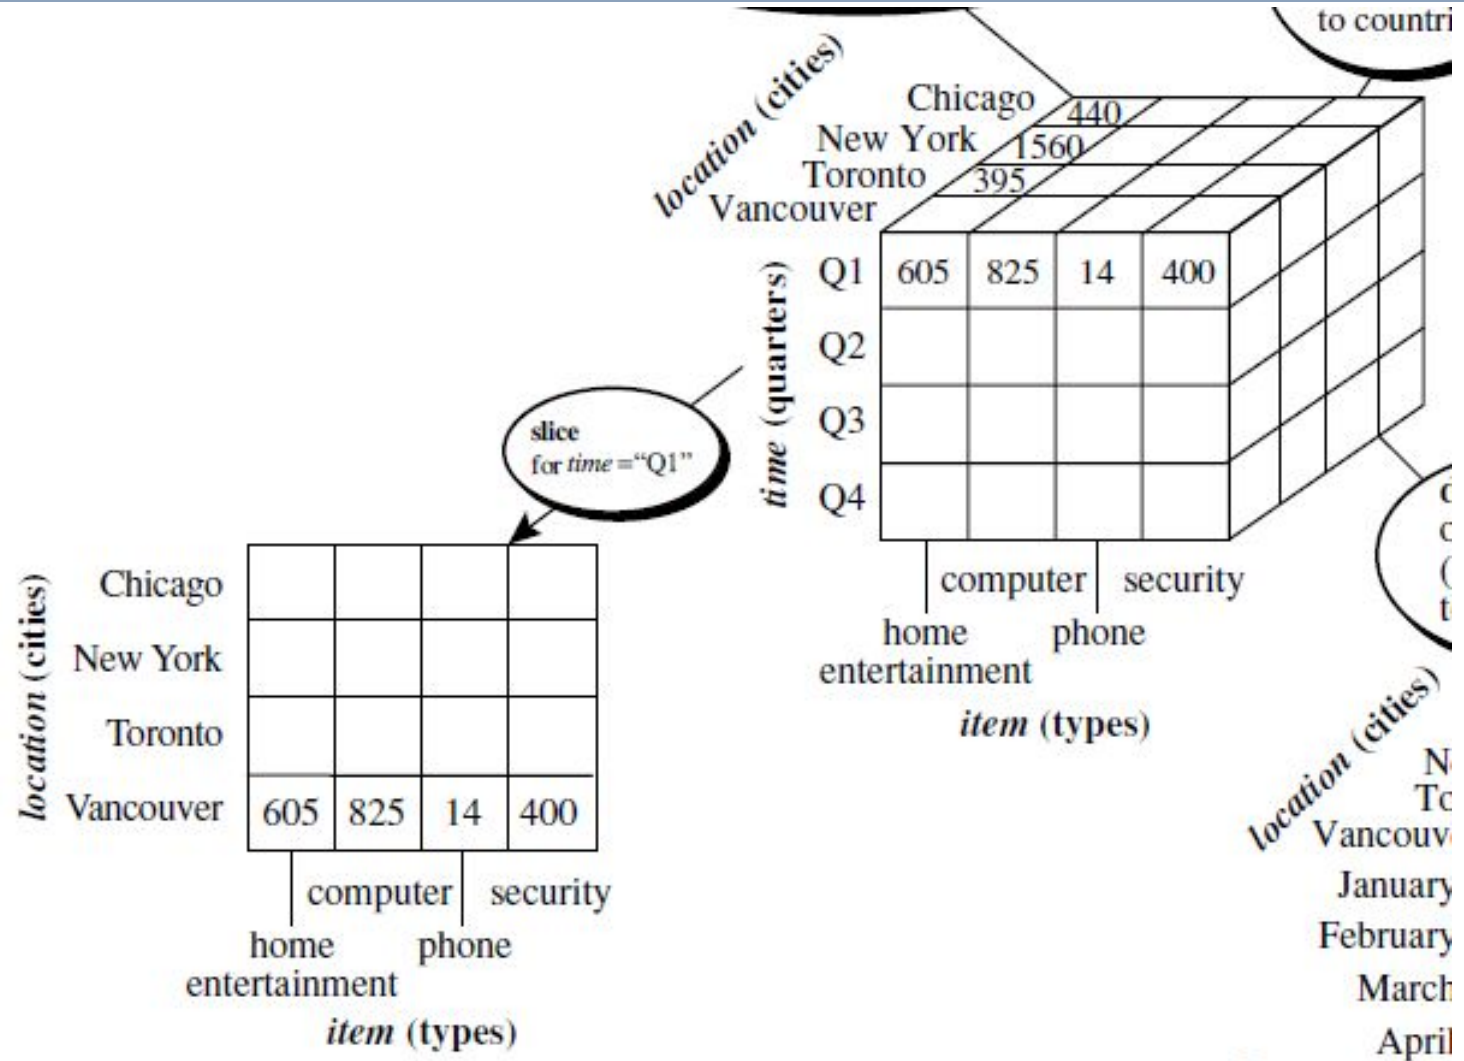 to countri
location (cities)
Chicago
440
New York
1560
Toronto
395
Vancouver
time (quarters)
Q1 605 825 14 400
Q2
Q3
Q4
computer security
home phone
entertainment
item (types)
slice
for time = “Q1”
location (cities)
Chicago
New York
Toronto
Vancouver 605 825 14 400
computer security
home phone
entertainment
item (types)
location (cities)
N
To
Vancouv
January
February
March
April